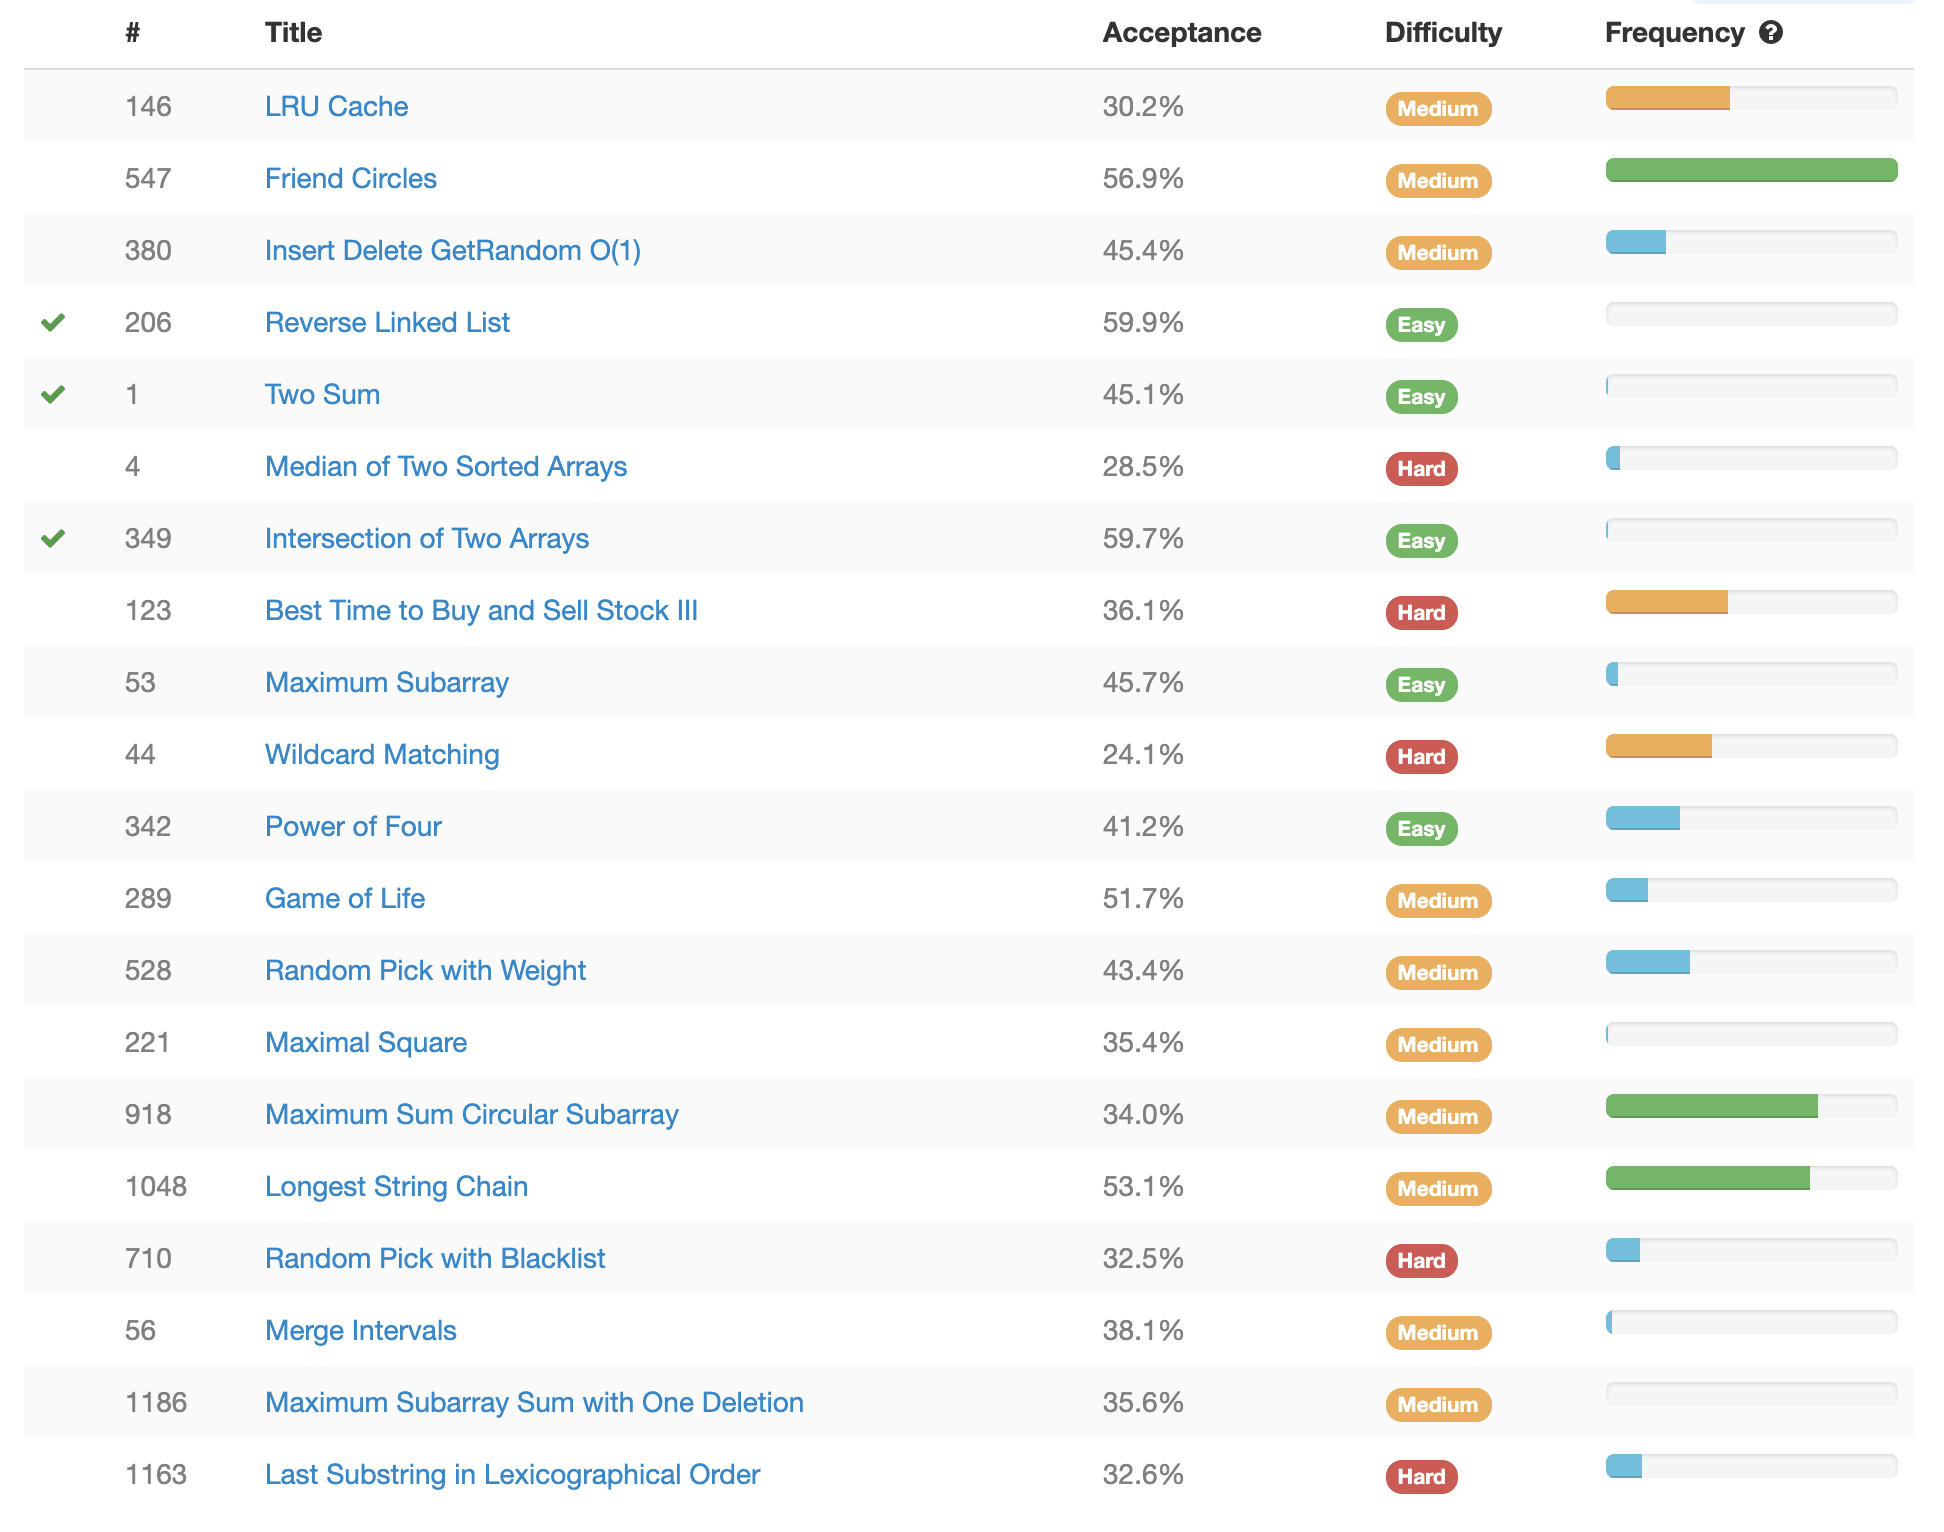 # Title Acceptance Difficulty Frequency ?
146 LRU Cache 30.2% Medium
547 Friend Circles 56.9% Medium
380 Insert Delete GetRandom O(1) 45.4% Medium
206 Reverse Linked List 59.9% Easy
1 Two Sum 45.1% Easy
4 Median of Two Sorted Arrays 28.5% Hard
349 Intersection of Two Arrays 59.7% Easy
123 Best Time to Buy and Sell Stock III 36.1% Hard
53 Maximum Subarray 45.7% Easy
44 Wildcard Matching 24.1% Hard
342 Power of Four 41.2% Easy
289 Game of Life 51.7% Medium
528 Random Pick with Weight 43.4% Medium
221 Maximal Square 35.4% Medium
918 Maximum Sum Circular Subarray 34.0% Medium
1048 Longest String Chain 53.1% Medium
710 Random Pick with Blacklist 32.5% Hard
56 Merge Intervals 38.1% Medium
1186 Maximum Subarray Sum with One Deletion 35.6% Medium
1163 Last Substring in Lexicographical Order 32.6% Hard